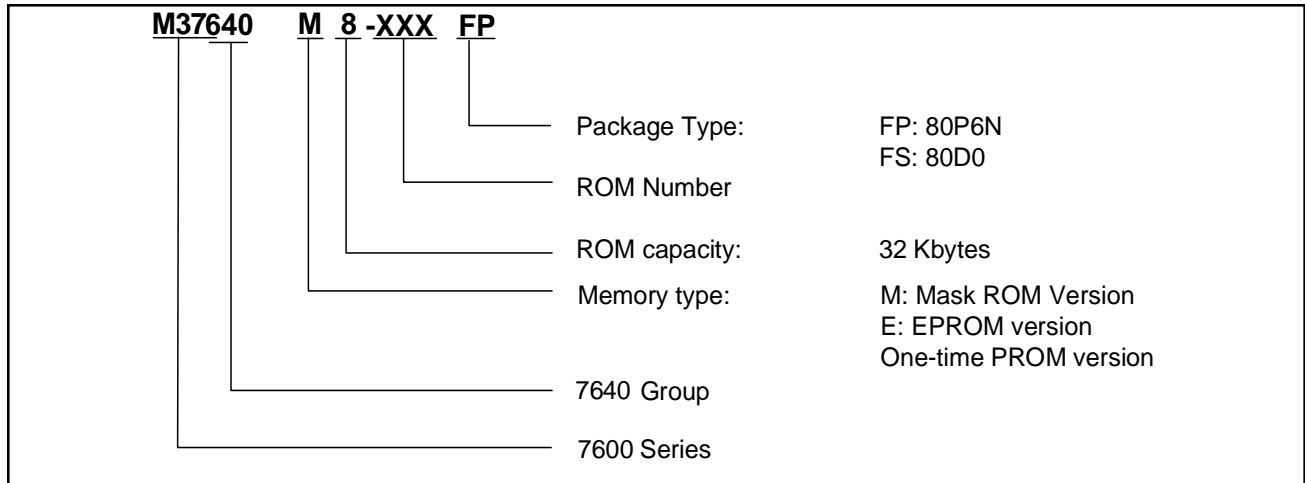 M37640 M 8 -XXX FP
Package Type: FP: 80P6N
FS: 80D0
ROM Number
ROM capacity: 32 Kbytes
Memory type: M: Mask ROM Version
E: EPROM version
One-time PROM version
7640 Group
7600 Series